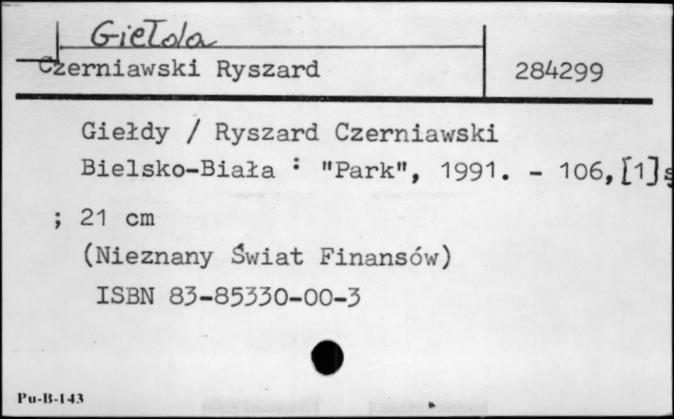 Giełda
Czerniawski Ryszard 284299
Giełdy / Ryszard Czerniawski
Bielsko-Biała : "Park", 1991. - 106,[1]s
; 21 cm
(Nieznany Świat Finansów)
ISBN 83-85330-00-3
Pu-B-143